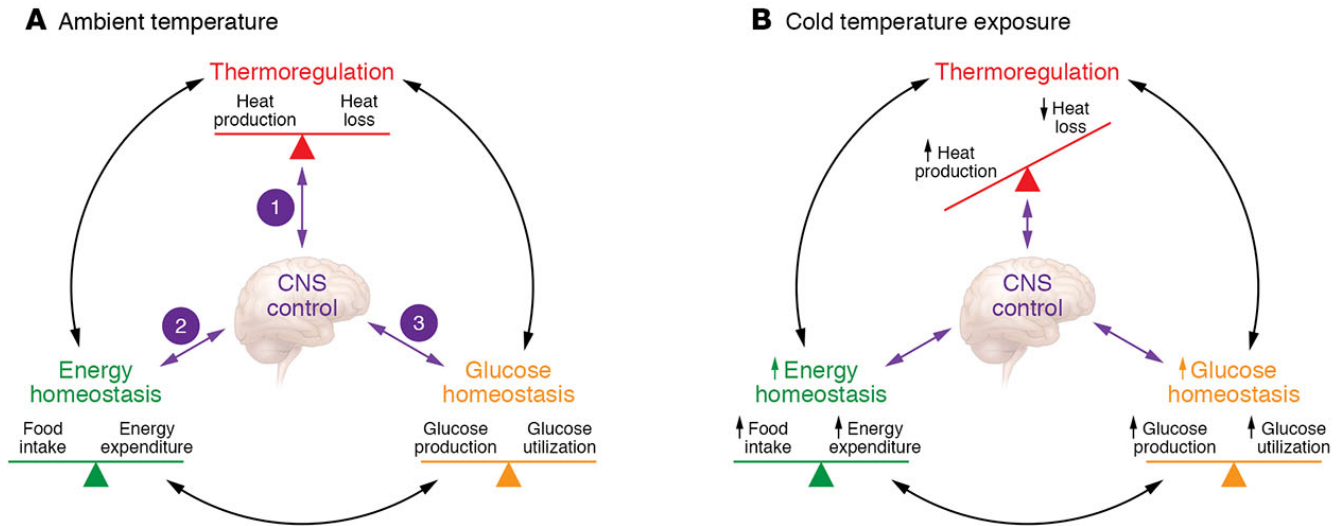 A Ambient temperature
Thermoregulation
Heat
production
Heat
loss
1
CNS
control
2
3
Energy
homeostasis
Food
intake
Energy
expenditure
Glucose
homeostasis
Glucose
production
Glucose
utilization
B Cold temperature exposure
Thermoregulation
↓ Heat
loss
↑ Heat
production
CNS
control
↑ Energy
homeostasis
↑ Food
intake
↑ Energy
expenditure
↑ Glucose
homeostasis
↑ Glucose
production
↑ Glucose
utilization